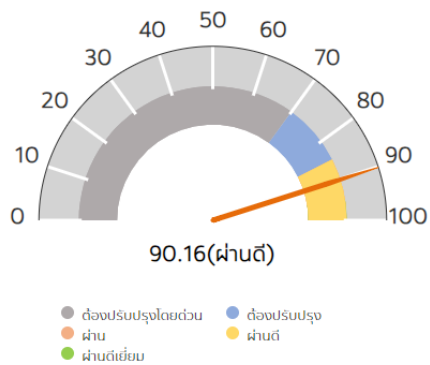 50
40
60
30
70
20
80
10
90
0
100
90.16(ผ่านดี)
ต้องปรับปรุงโดยด่วน
ต้องปรับปรุง
ผ่าน
ผ่านดี
ผ่านดีเยี่ยม